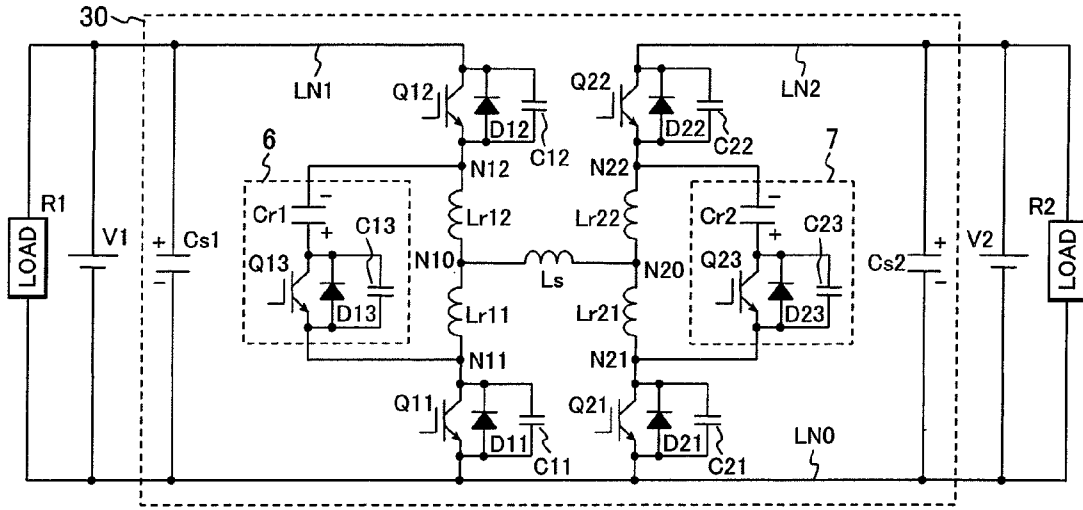 30
LN1
LN2
Q12
D12
C12
Q22
D22
C22
6
N12
N22
7
R1
LOAD
V1
+
Cs1
−
−
Cr1
+
C13
Q13
D13
Lr12
N10
Lr11
Ls
Lr22
N20
Lr21
−
Cr2
+
C23
Q23
D23
+
Cs2
−
V2
R2
LOAD
N11
N21
Q11
D11
C11
Q21
D21
C21
LN0